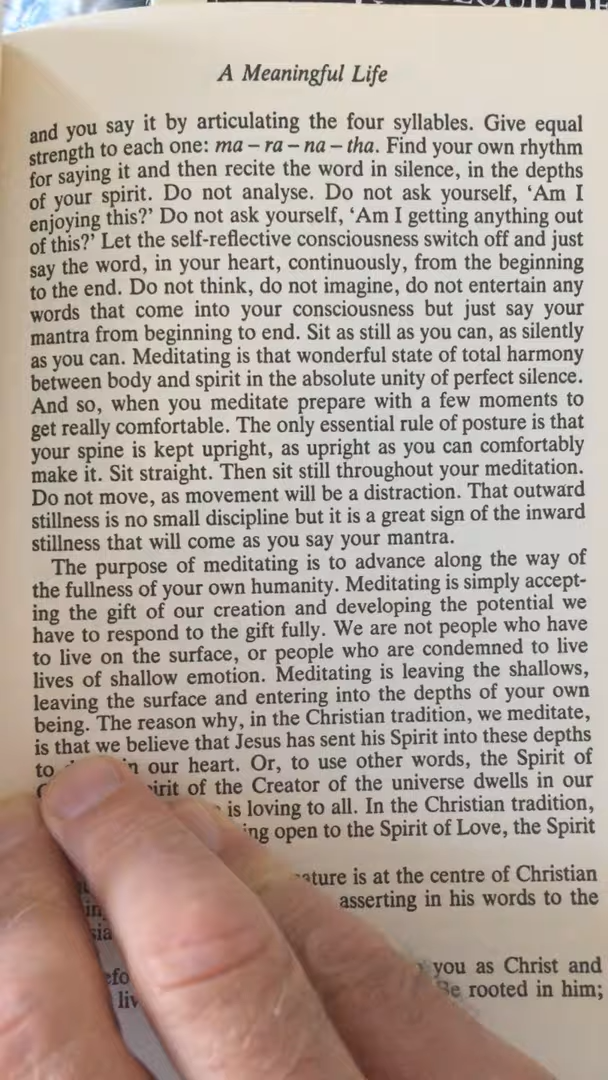 A Meaningful Life
and you say it by articulating the four syllables. Give equal
strength to each one: ma – ra – na – tha. Find your own rhythm
for saying it and then recite the word in silence, in the depths
of your spirit. Do not analyse. Do not ask yourself, ‘Am I
enjoying this?’ Do not ask yourself, ‘Am I getting anything out
of this?’ Let the self-reflective consciousness switch off and just
say the word, in your heart, continuously, from the beginning
to the end. Do not think, do not imagine, do not entertain any
words that come into your consciousness but just say your
mantra from beginning to end. Sit as still as you can, as silently
as you can. Meditating is that wonderful state of total harmony
between body and spirit in the absolute unity of perfect silence.
And so, when you meditate prepare with a few moments to
get really comfortable. The only essential rule of posture is that
your spine is kept upright, as upright as you can comfortably
make it. Sit straight. Then sit still throughout your meditation.
Do not move, as movement will be a distraction. That outward
stillness is no small discipline but it is a great sign of the inward
stillness that will come as you say your mantra.
The purpose of meditating is to advance along the way of
the fullness of your own humanity. Meditating is simply accept-
ing the gift of our creation and developing the potential we
have to respond to the gift fully. We are not people who have
to live on the surface, or people who are condemned to live
lives of shallow emotion. Meditating is leaving the shallows,
leaving the surface and entering into the depths of your own
being. The reason why, in the Christian tradition, we meditate,
is that we believe that Jesus has sent his Spirit into these depths
to in our heart. Or, to use other words, the Spirit of
of the Creator of the universe dwells in our
is loving to all. In the Christian tradition,
open to the Spirit of Love, the Spirit
is at the centre of Christian
asserting in his words to the
you as Christ and
rooted in him;